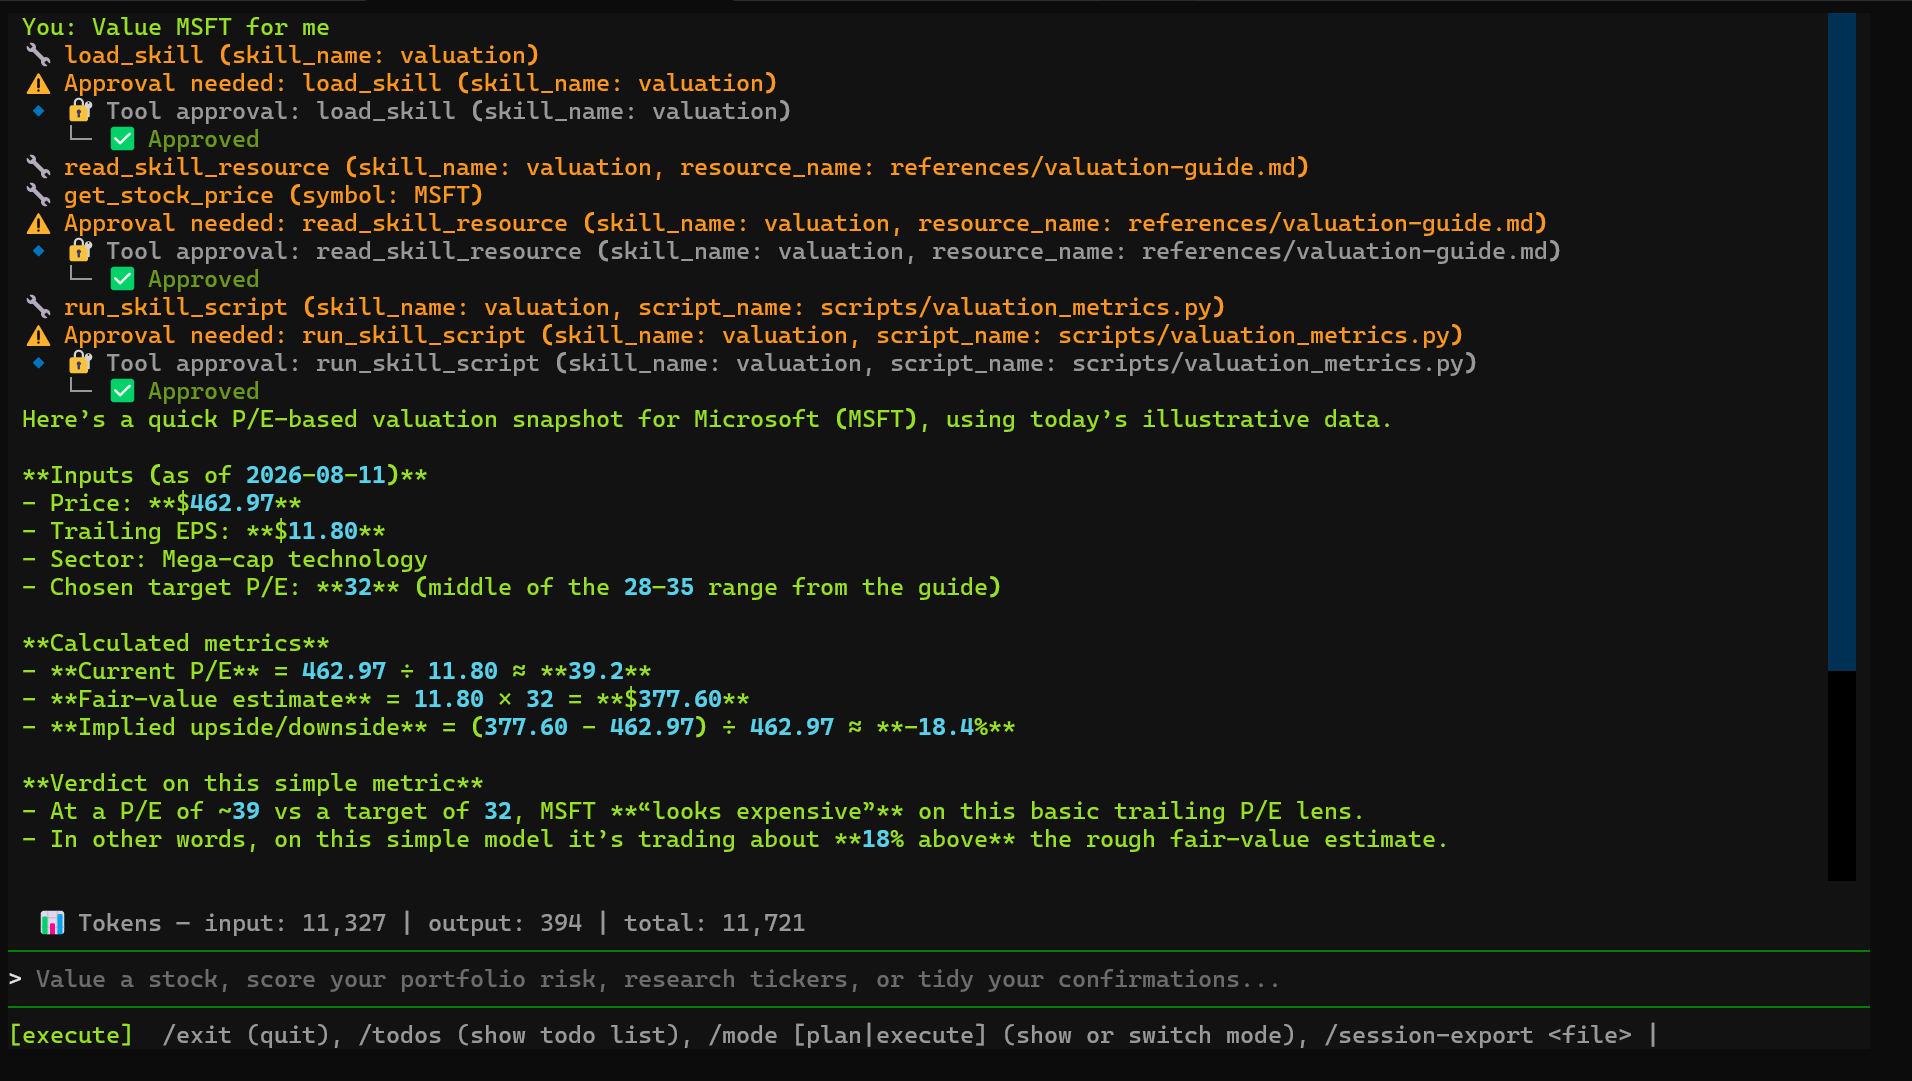 You: Value MSFT for me
🔧 load_skill (skill_name: valuation)
⚠️ Approval needed: load_skill (skill_name: valuation)
🔹 🔐 Tool approval: load_skill (skill_name: valuation)
└─ ✅ Approved
🔧 read_skill_resource (skill_name: valuation, resource_name: references/valuation-guide.md)
🔧 get_stock_price (symbol: MSFT)
⚠️ Approval needed: read_skill_resource (skill_name: valuation, resource_name: references/valuation-guide.md)
🔹 🔐 Tool approval: read_skill_resource (skill_name: valuation, resource_name: references/valuation-guide.md)
└─ ✅ Approved
🔧 run_skill_script (skill_name: valuation, script_name: scripts/valuation_metrics.py)
⚠️ Approval needed: run_skill_script (skill_name: valuation, script_name: scripts/valuation_metrics.py)
🔹 🔐 Tool approval: run_skill_script (skill_name: valuation, script_name: scripts/valuation_metrics.py)
└─ ✅ Approved
Here’s a quick P/E-based valuation snapshot for Microsoft (MSFT), using today’s illustrative data.
**Inputs (as of 2026-08-11)**
- Price: **$462.97**
- Trailing EPS: **$11.80**
- Sector: Mega-cap technology
- Chosen target P/E: **32** (middle of the 28–35 range from the guide)
**Calculated metrics**
- **Current P/E** = 462.97 ÷ 11.80 ≈ **39.2**
- **Fair-value estimate** = 11.80 × 32 = **$377.60**
- **Implied upside/downside** = (377.60 − 462.97) ÷ 462.97 ≈ **-18.4%**
**Verdict on this simple metric**
- At a P/E of ~39 vs a target of 32, MSFT **“looks expensive”** on this basic trailing P/E lens.
- In other words, on this simple model it’s trading about **18% above** the rough fair-value estimate.
📊 Tokens — input: 11,327 | output: 394 | total: 11,721
> Value a stock, score your portfolio risk, research tickers, or tidy your confirmations...
[execute]  /exit (quit), /todos (show todo list), /mode [plan|execute] (show or switch mode), /session-export <file> |